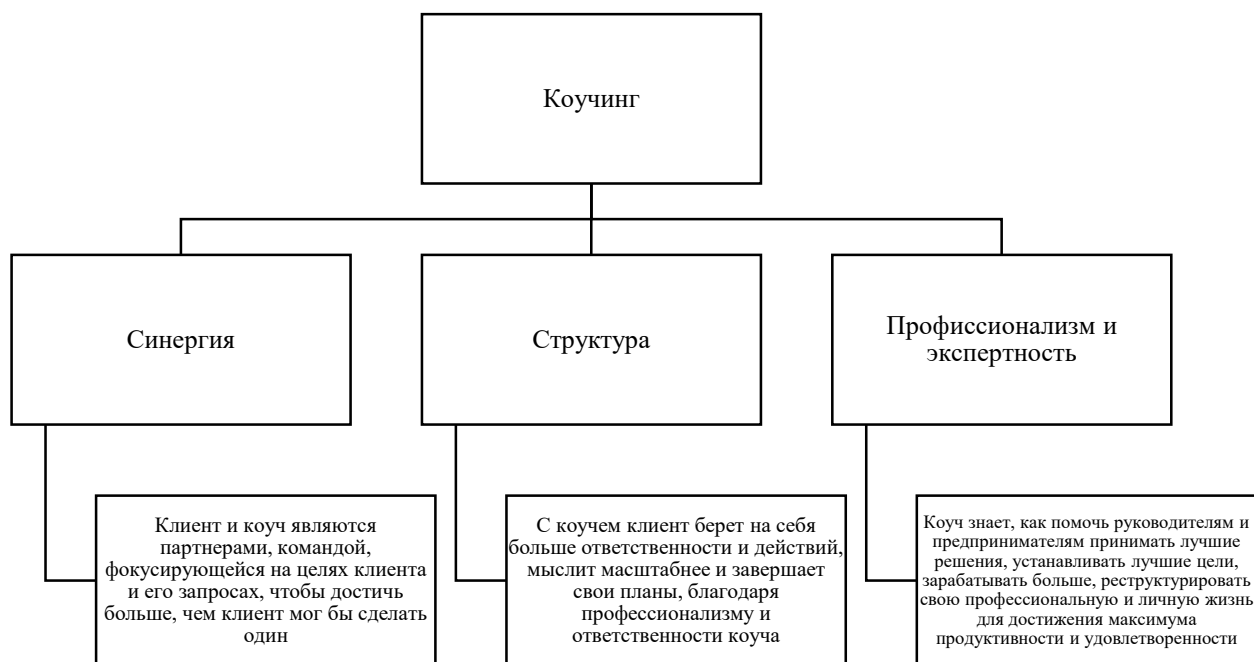 Коучинг
Синергия
Структура
Профиссионализм и
экспертность
Клиент и коуч являются
партнерами, командой,
фокусирующейся на целях клиента
и его запросах, чтобы достичь
больше, чем клиент мог бы сделать
один
С коучем клиент берет на себя
больше ответственности и действий,
мыслит масштабнее и завершает
свои планы, благодаря
профессионализму и
ответственности коуча
Коуч знает, как помочь руководителям и
предпринимателям принимать лучшие
решения, устанавливать лучшие цели,
зарабатывать больше, реструктурировать
свою профессиональную и личную жизнь
для достижения максимума
продуктивности и удовлетворенности